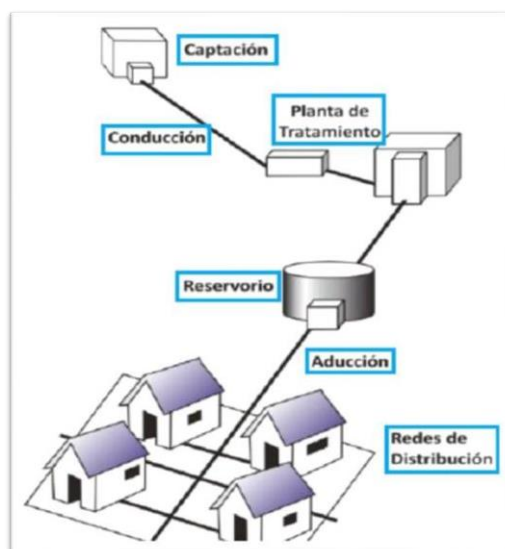 Captación
Planta de
Tratamiento
Conducción
Reservorio
Aducción
Redes de
Distribución